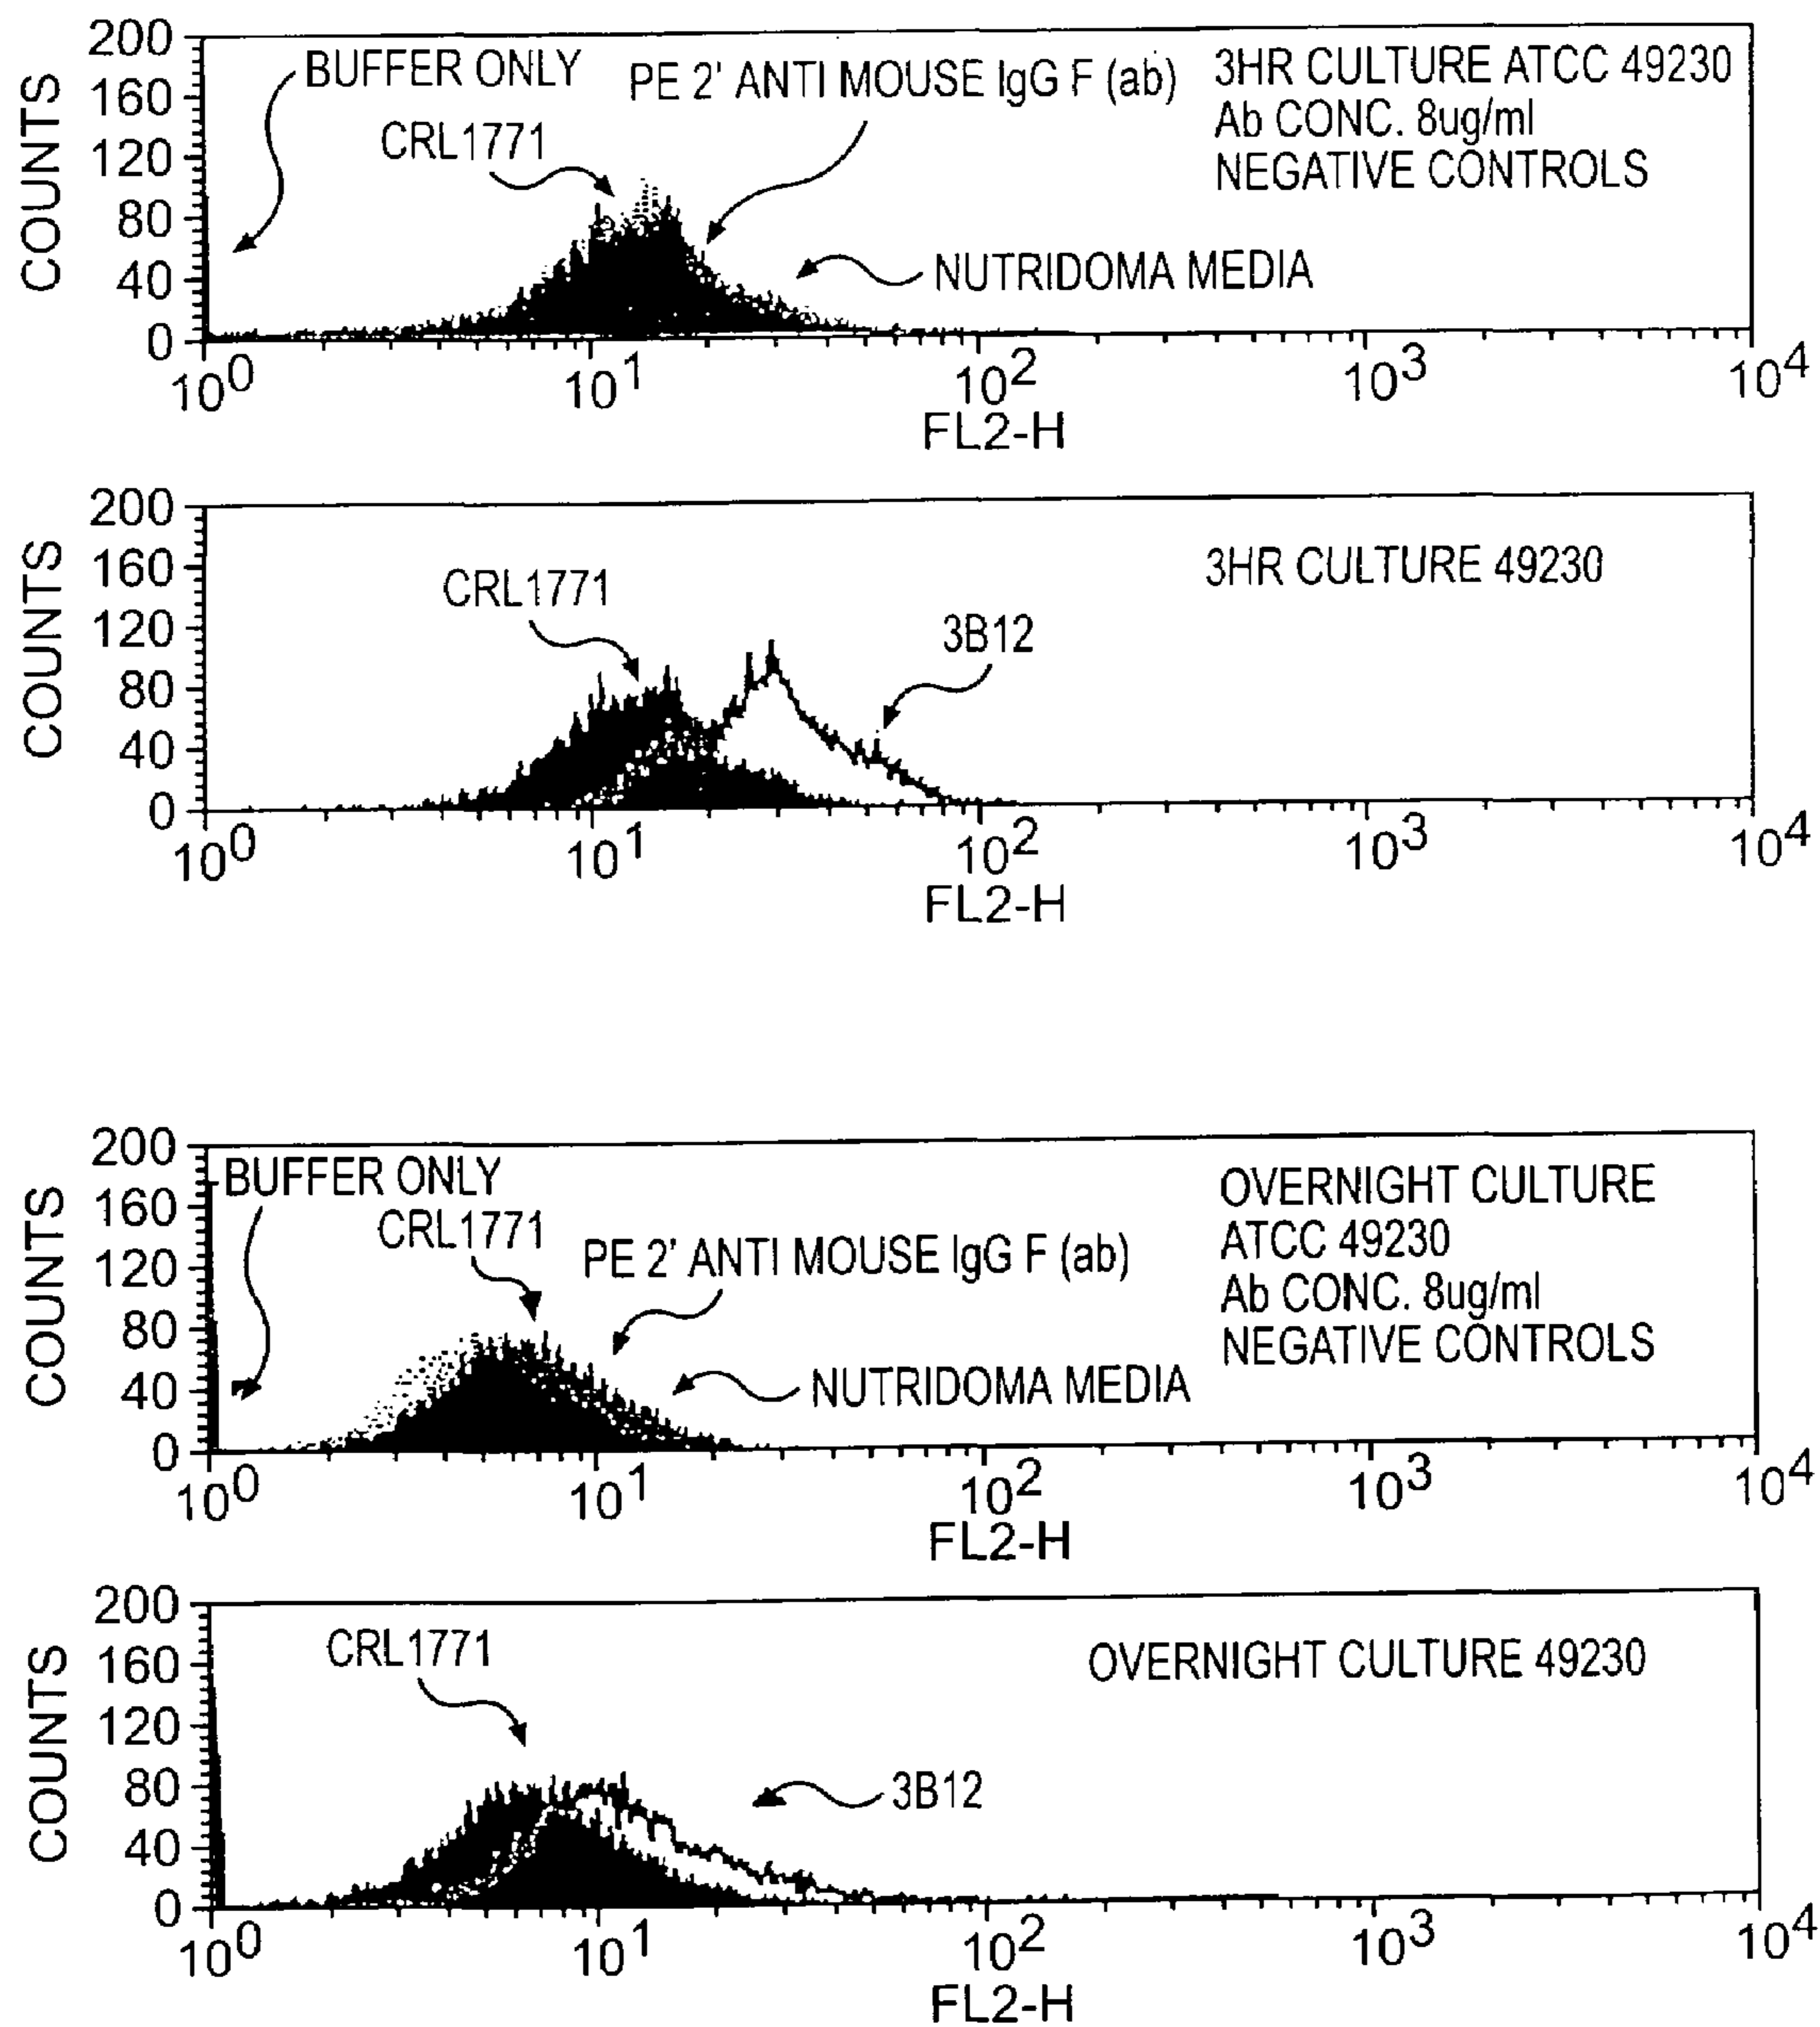 200
160
120
80
40
0
COUNTS
BUFFER ONLY
CRL1771
PE 2' ANTI MOUSE IgG F (ab)
NUTRIDOMA MEDIA
3HR CULTURE ATCC 49230
Ab CONC. 8ug/ml
NEGATIVE CONTROLS
10^0 10^1 10^2 10^3 10^4
FL2-H
200
160
120
80
40
0
COUNTS
CRL1771
3B12
3HR CULTURE 49230
10^0 10^1 10^2 10^3 10^4
FL2-H
200
160
120
80
40
0
COUNTS
BUFFER ONLY
CRL1771
PE 2' ANTI MOUSE IgG F (ab)
NUTRIDOMA MEDIA
OVERNIGHT CULTURE
ATCC 49230
Ab CONC. 8ug/ml
NEGATIVE CONTROLS
10^0 10^1 10^2 10^3 10^4
FL2-H
200
160
120
80
40
0
COUNTS
CRL1771
3B12
OVERNIGHT CULTURE 49230
10^0 10^1 10^2 10^3 10^4
FL2-H